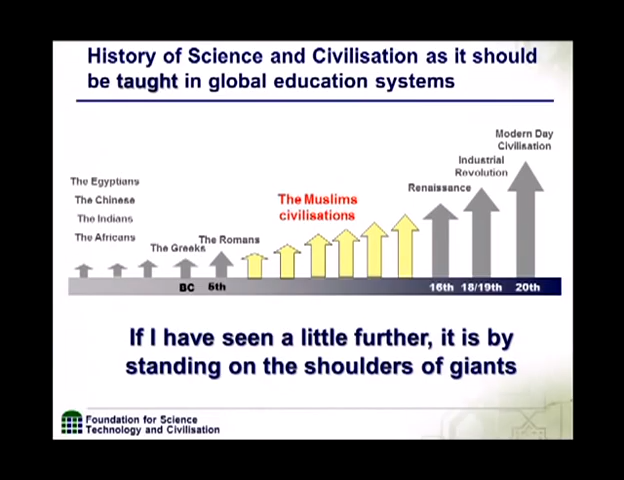 History of Science and Civilisation as it should
be taught in global education systems
Modern Day
Civilisation
Industrial
Revolution
Renaissance
The Muslims
civilisations
The Egyptians
The Chinese
The Indians
The Africans
The Greeks
The Romans
BC
6th
16th
18/19th
20th
If I have seen a little further, it is by
standing on the shoulders of giants
Foundation for Science
Technology and Civilisation